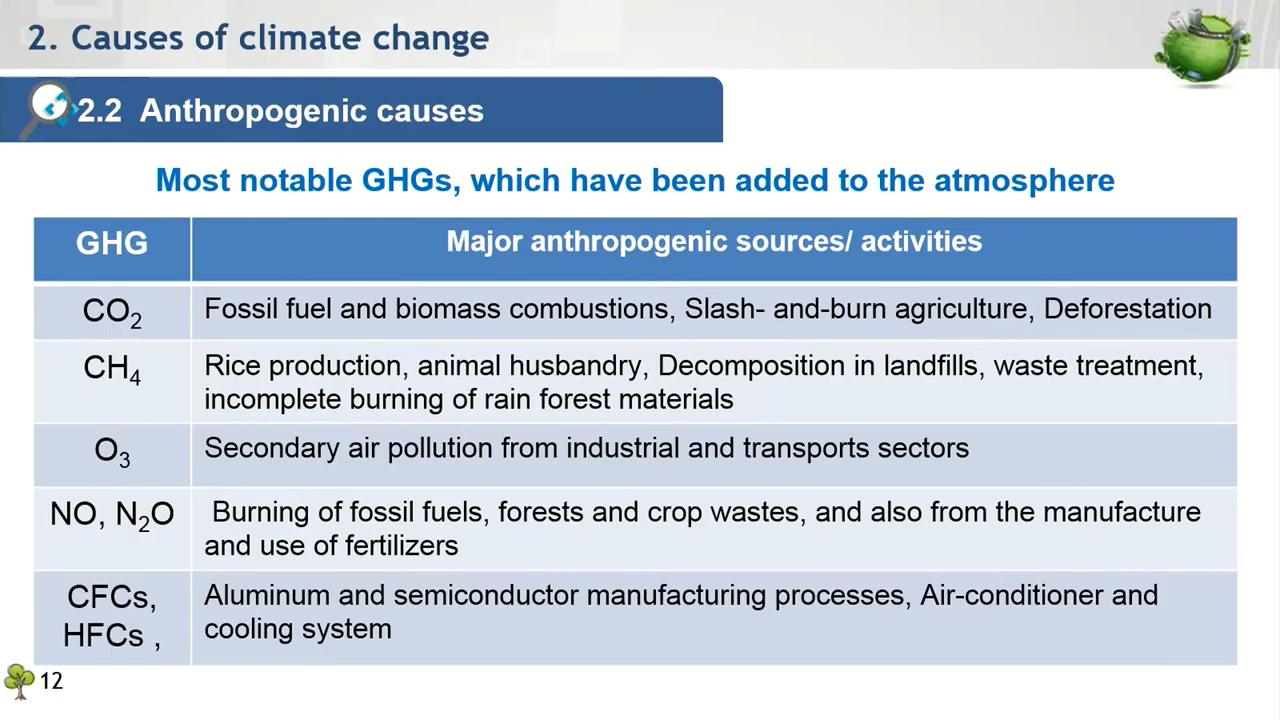 2. Causes of climate change
2.2 Anthropogenic causes
Most notable GHGs, which have been added to the atmosphere
GHG
Major anthropogenic sources/ activities
CO₂
Fossil fuel and biomass combustions, Slash- and-burn agriculture, Deforestation
CH₄
Rice production, animal husbandry, Decomposition in landfills, waste treatment,
incomplete burning of rain forest materials
O₃
Secondary air pollution from industrial and transports sectors
NO, N₂O
Burning of fossil fuels, forests and crop wastes, and also from the manufacture
and use of fertilizers
CFCs,
HFCs ,
Aluminum and semiconductor manufacturing processes, Air-conditioner and
cooling system
12